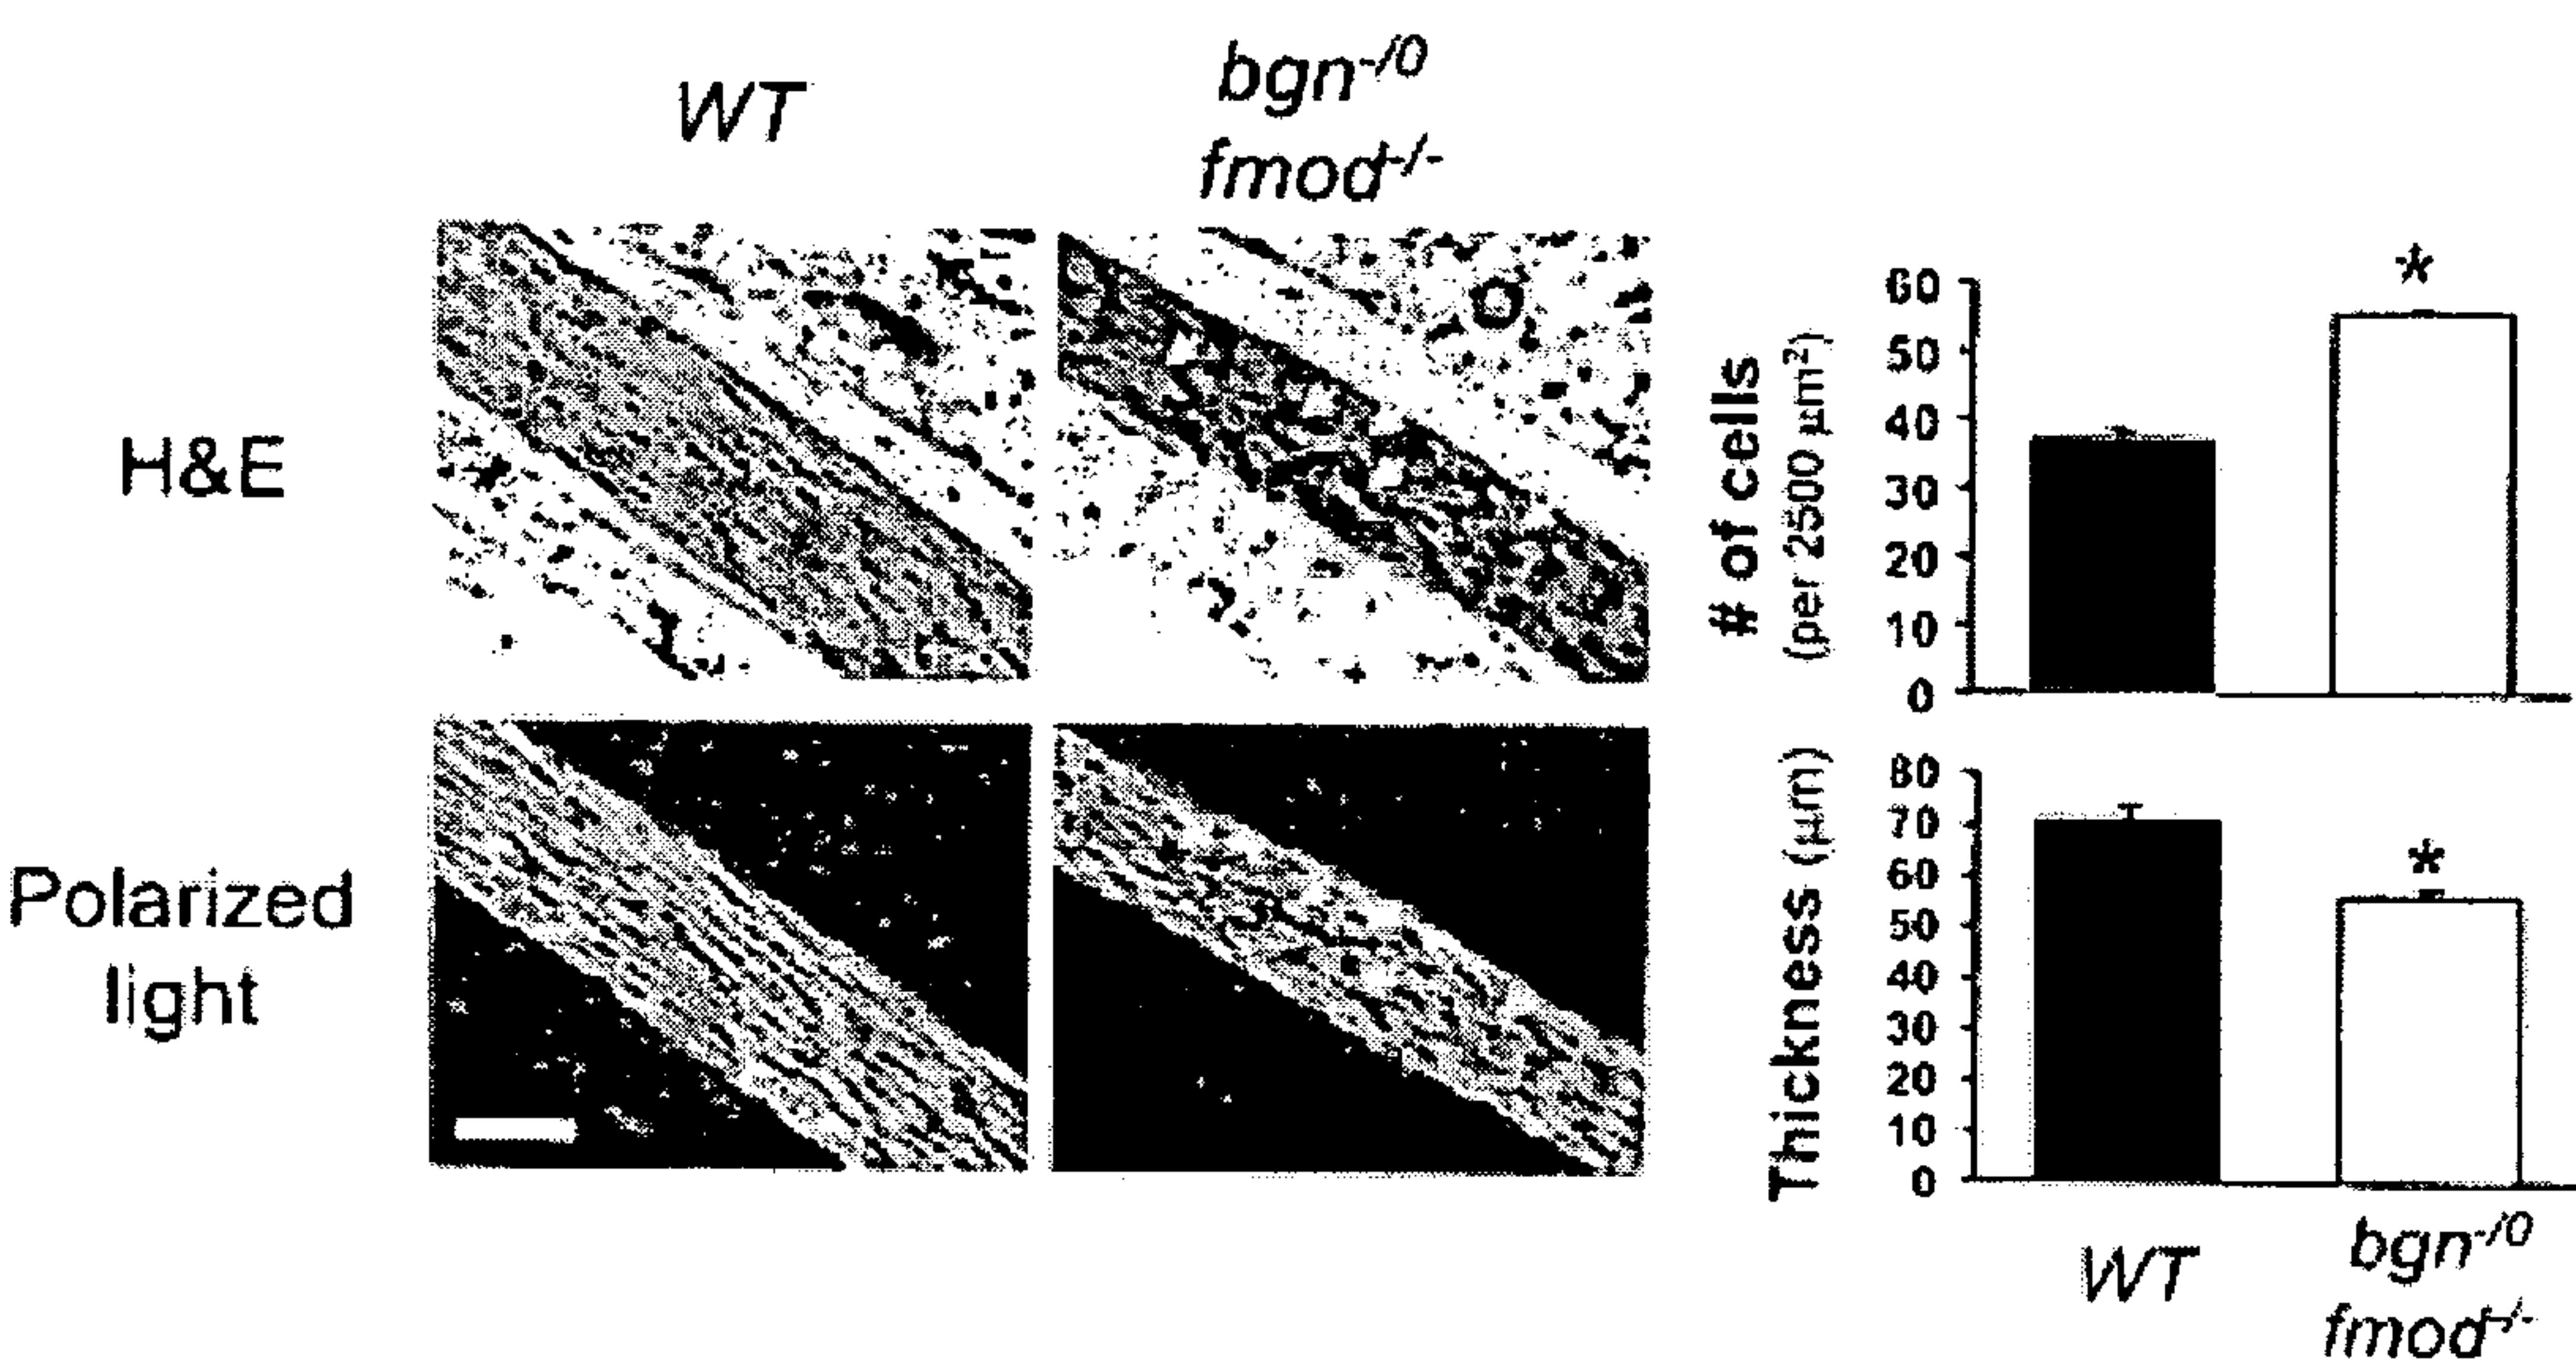 WT
bgn-/0
fmod-/-
H&E
Polarized
light
*
# of cells
(per 2500 μm²)
60
50
40
30
20
10
0
*
Thickness (μm)
80
70
60
50
40
30
20
10
0
WT
bgn-/0
fmod-/-